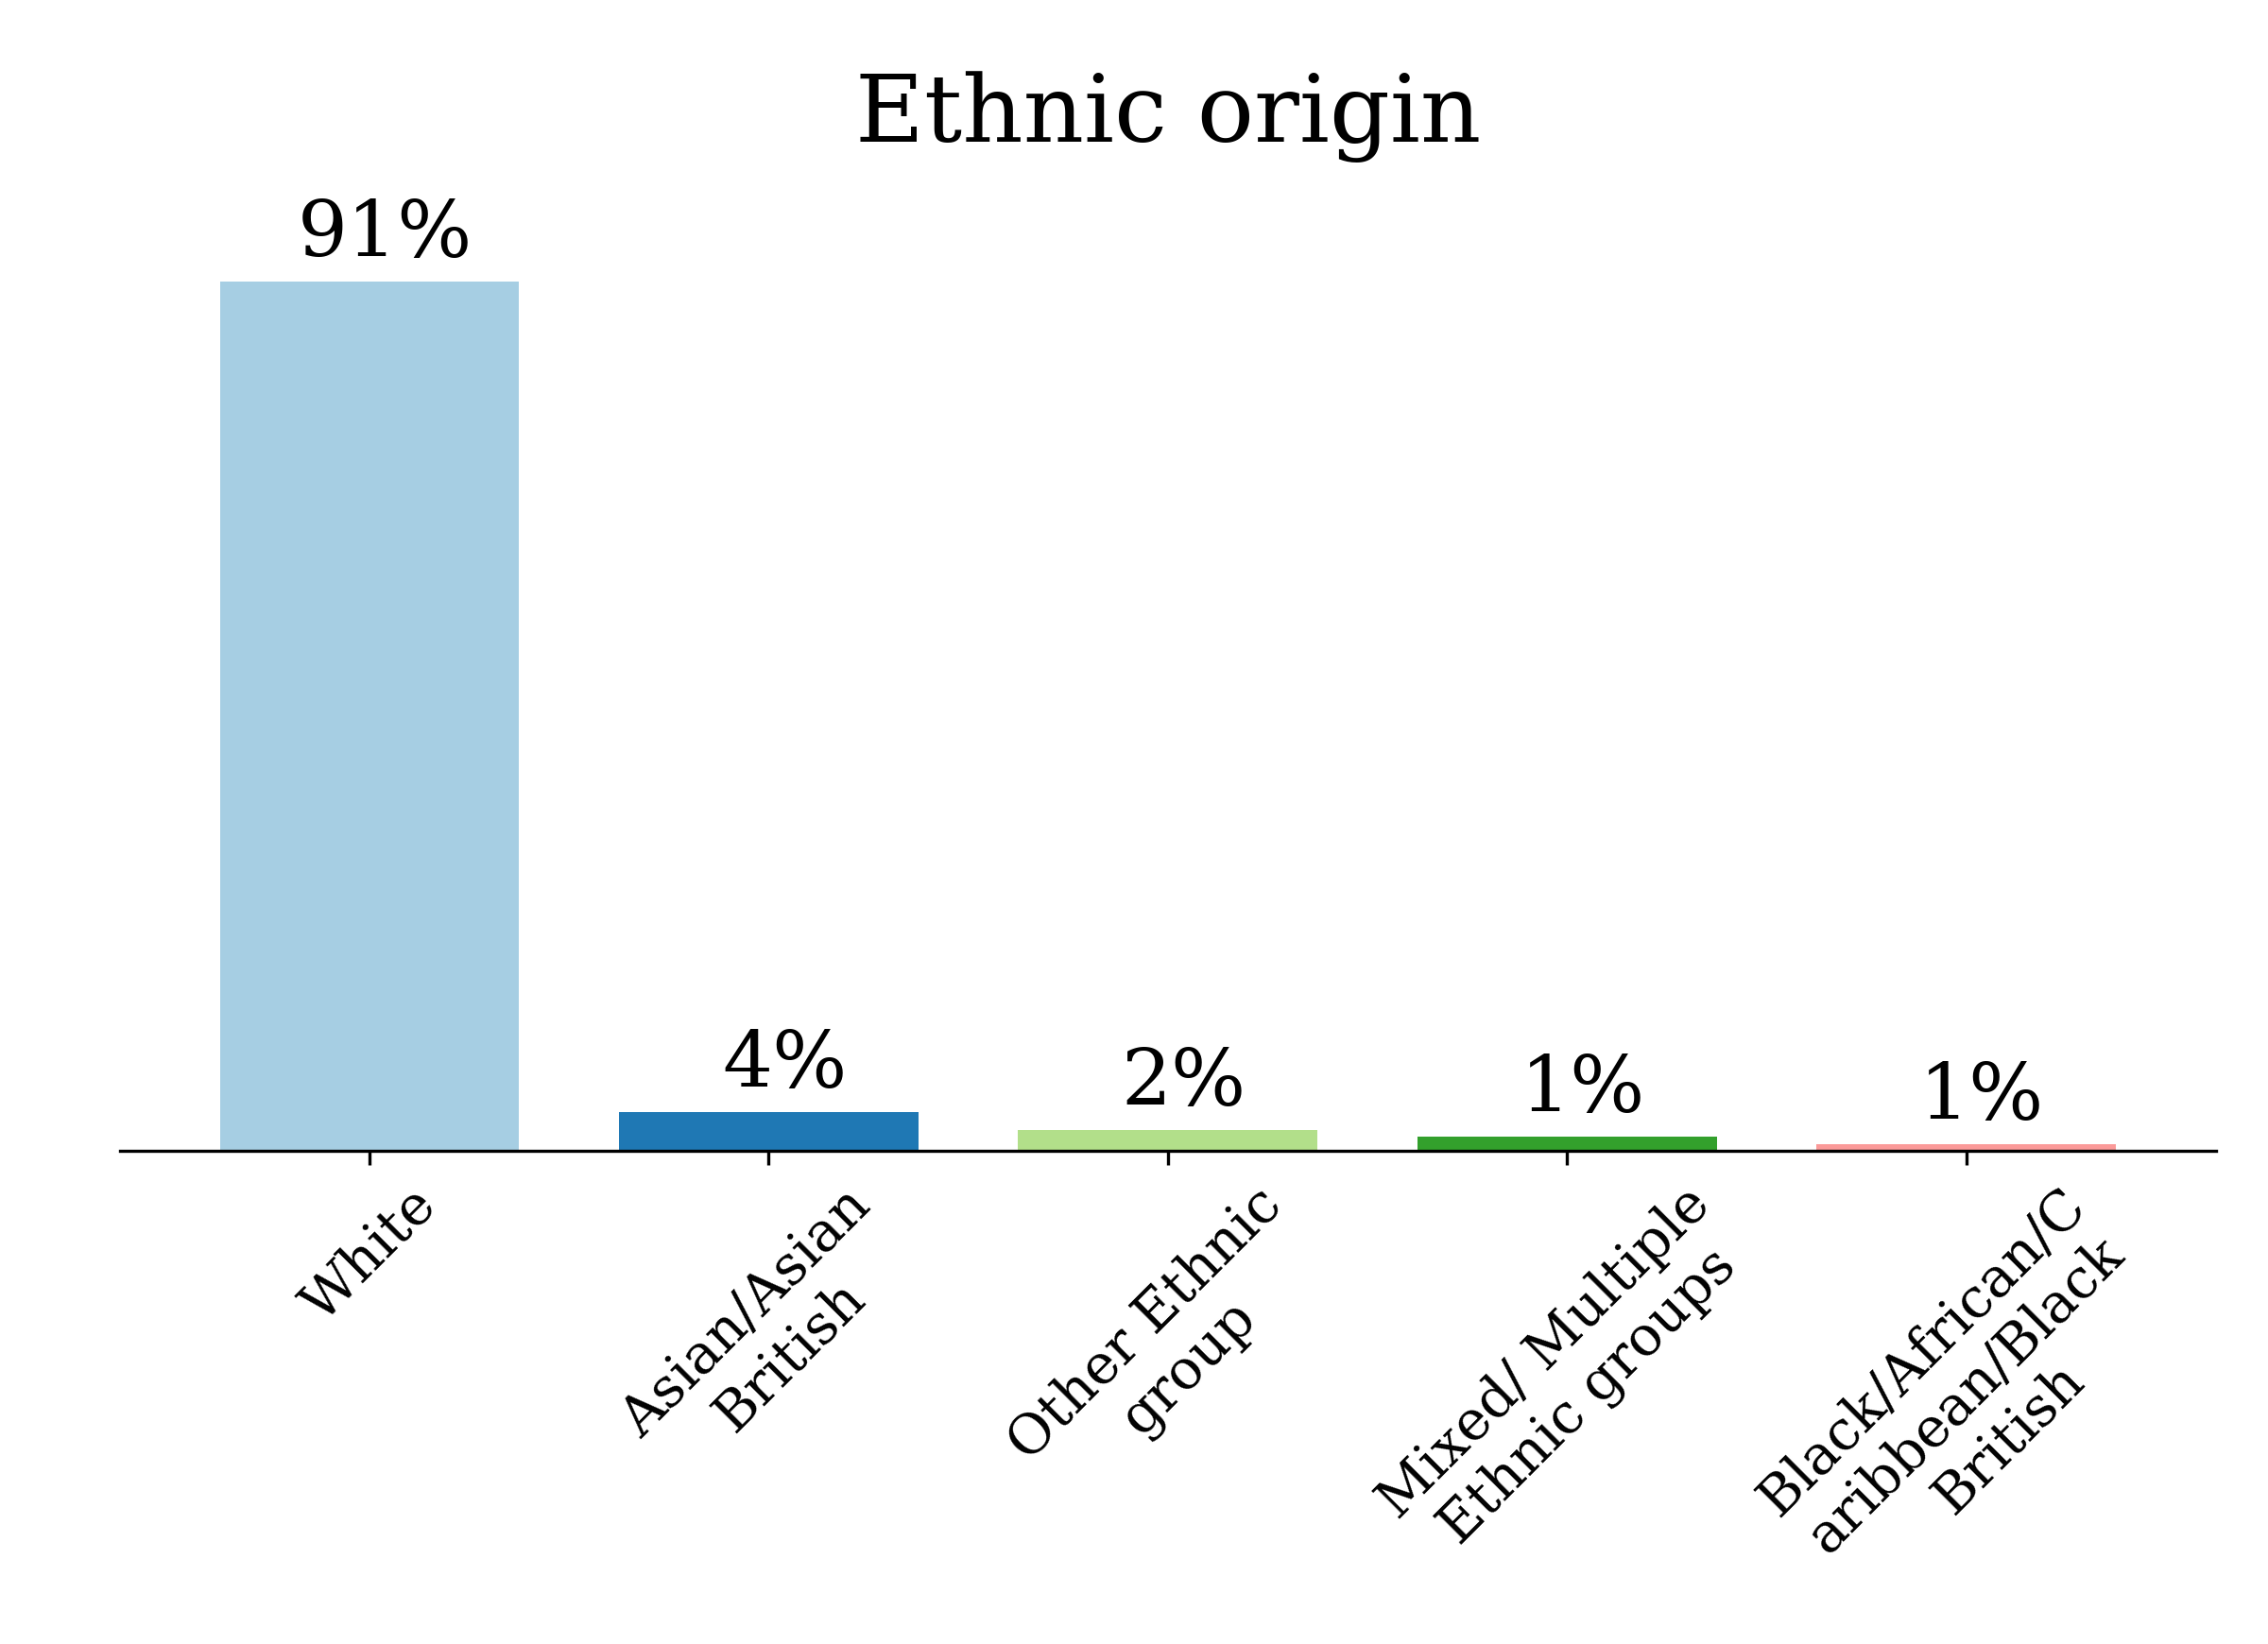 Ethnic origin
91%
4%
2%
1%
1%
White
Asian/Asian
British
Other Ethnic
group
Mixed/ Multiple
Ethnic groups
Black/African/C
aribbean/Black
British